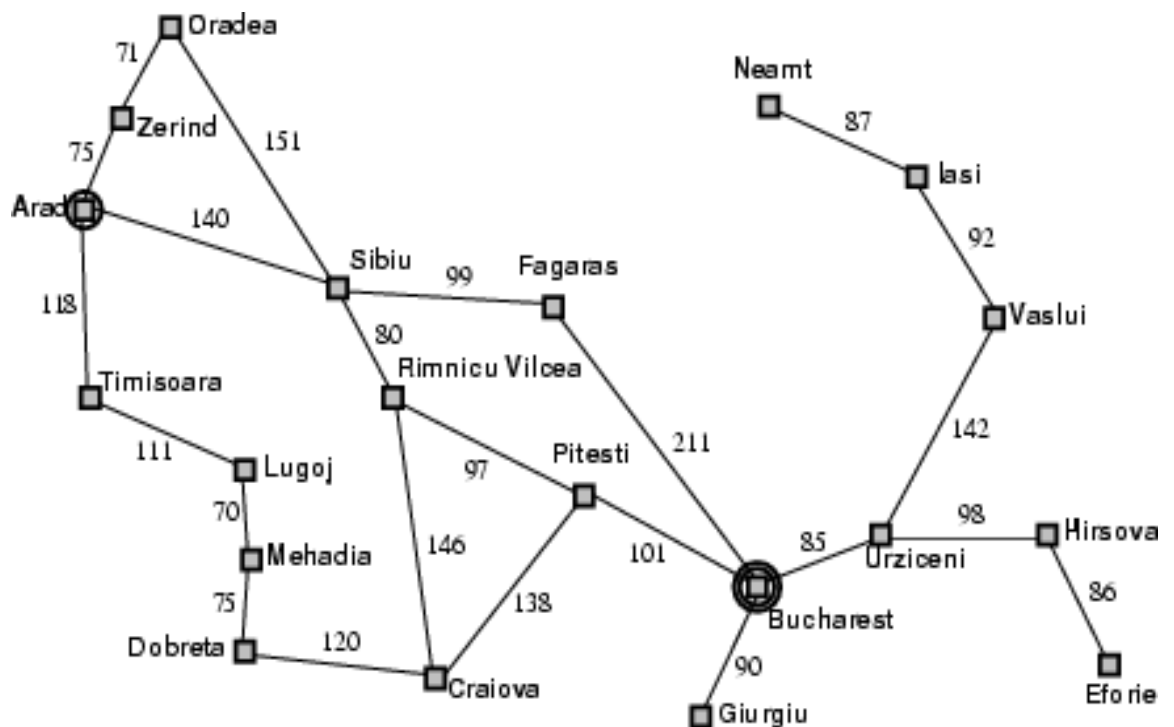 Oradea
71
Neamt
87
Zerind
151
75
Iasi
Arad
140
92
Sibiu
Fagaras
99
118
Vaslui
80
Timisoara
Rimnicu Vilcea
142
211
111
Pitesti
Lugoj
97
70
98
Hirsova
146
101
85
Urziceni
Mehadia
86
75
138
Bucharest
Dobreta
120
90
Craiova
Eforie
Giurgiu